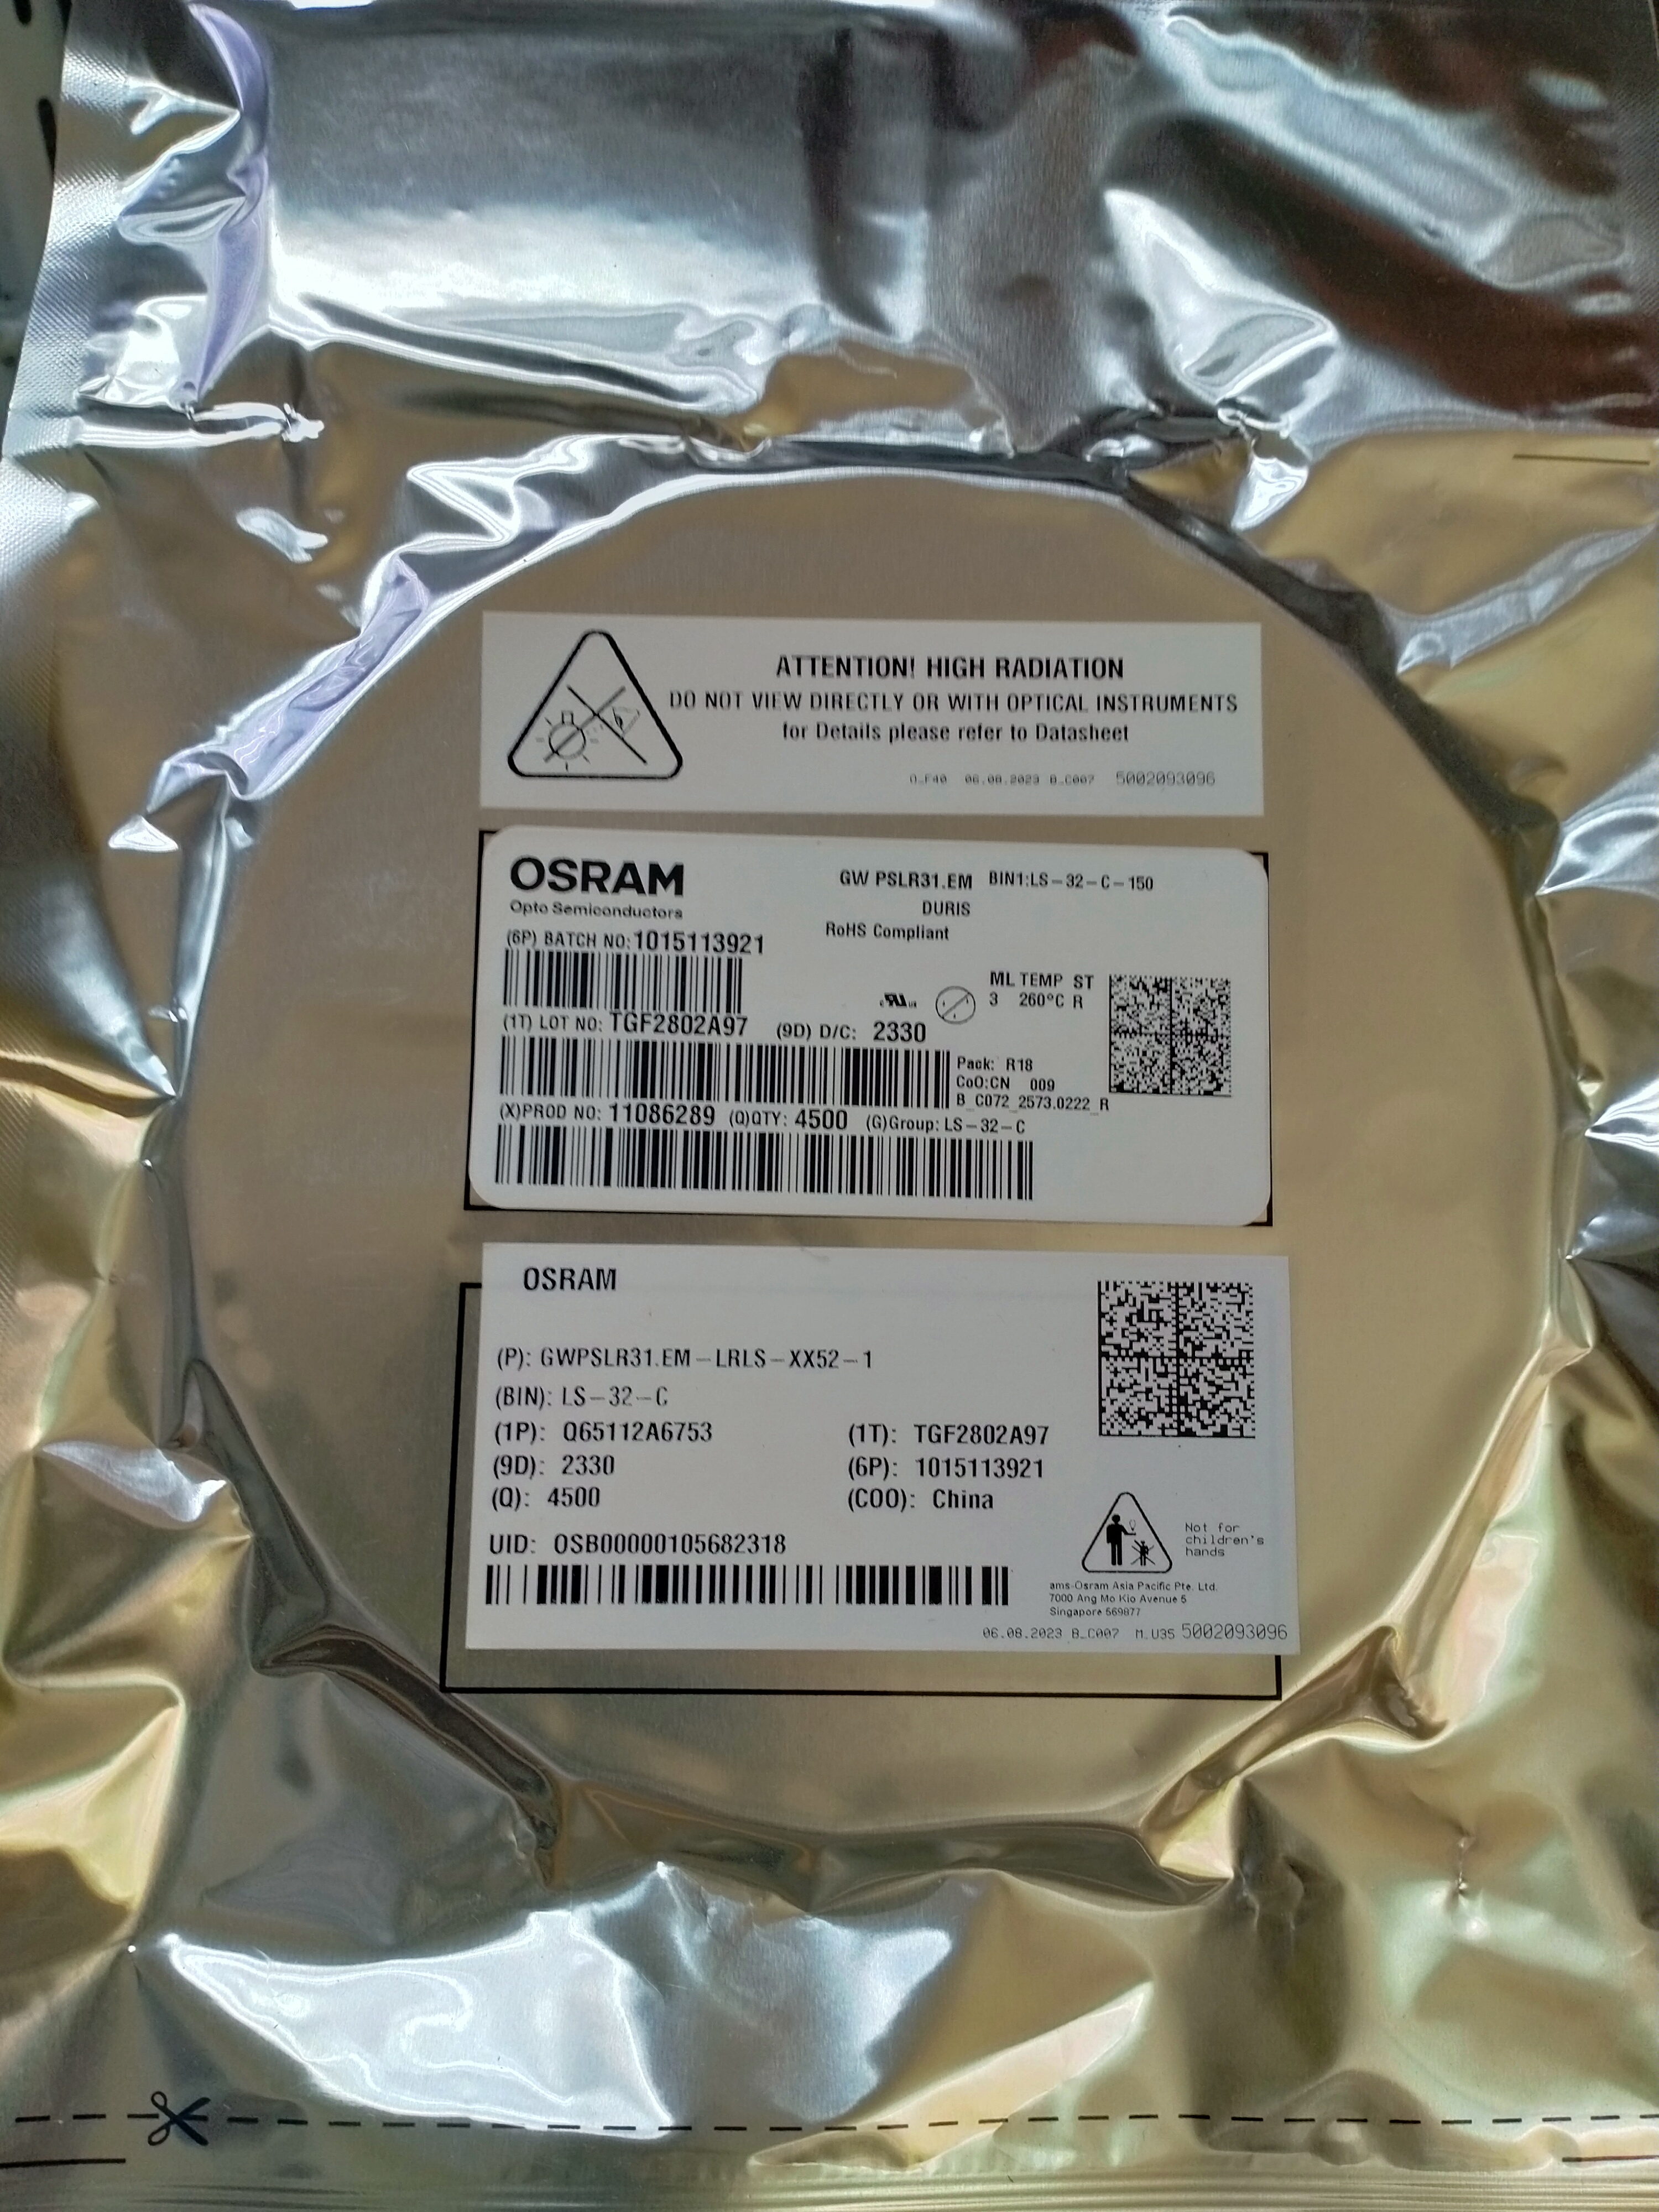 ATTENTION! HIGH RADIATION
DO NOT VIEW DIRECTLY OR WITH OPTICAL INSTRUMENTS
for Details please refer to Datasheet
O_F40 06.08.2023 B_C007 5002093096
OSRAM
Opto Semiconductors
GW PSLR31.EM BIN1:LS-32-C-150
DURIS
RoHS Compliant
(6P) BATCH NO:1015113921
ML TEMP ST
3 260°C R
(1T) LOT NO: TGF2802A97 (9D) D/C: 2330
Pack: R18
CoO:CN 009
B_C072_2573.0222_R
(X)PROD NO: 11086289 (Q)QTY: 4500 (G)Group: LS-32-C
OSRAM
(P): GWPSLR31.EM-LRLS-XX52-1
(BIN): LS-32-C
(1P): Q65112A6753 (1T): TGF2802A97
(9D): 2330 (6P): 1015113921
(Q): 4500 (COO): China
UID: OSB00000105682318
Not for
children's
hands
ams-Osram Asia Pacific Pte. Ltd.
7000 Ang Mo Kio Avenue 5
Singapore 569877
06.08.2023 B_C007 M_U35 5002093096